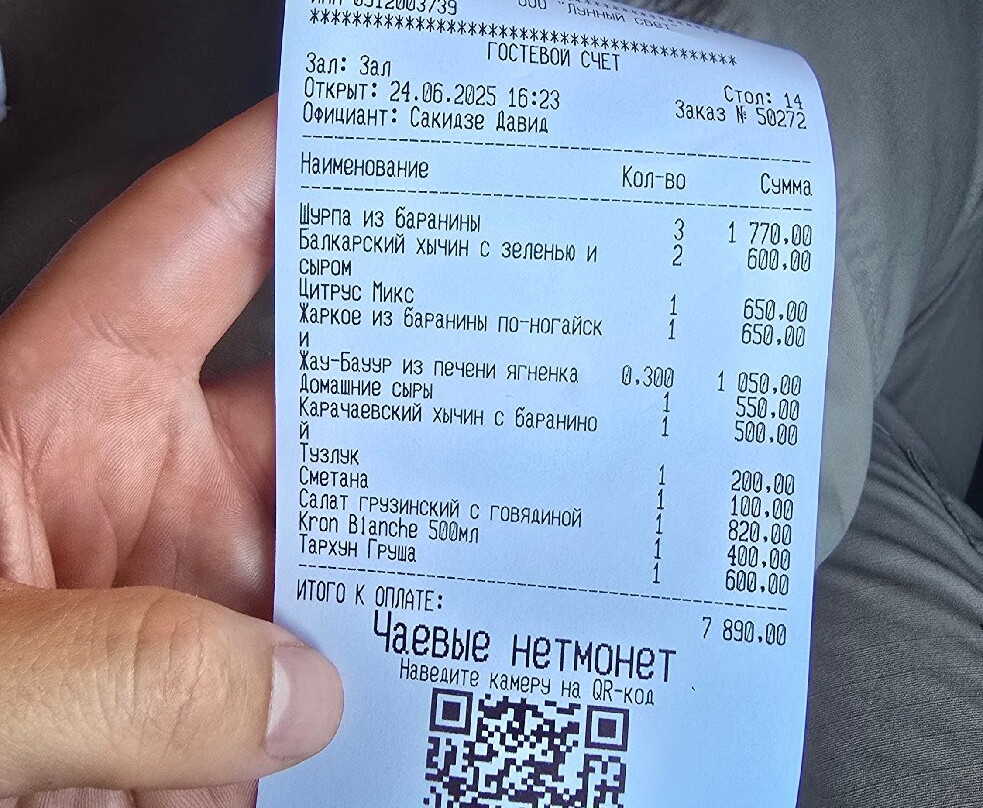 ООО "ЛУННЫЙ СВЕТ"
*******************************************
ГОСТЕВОЙ СЧЕТ
Зал: Зал
Открыт: 24.06.2025 16:23 Стол: 14
Официант: Сакидзе Давид Заказ № 50272
Наименование Кол-во Сумма
Шурпа из баранины 3 1 770,00
Балкарский хычин с зеленью и 2 600,00
сыром
Цитрус Микс 1 650,00
Жаркое из баранины по-ногайск 1 650,00
и
Жау-Бауур из печени ягненка 0,300 1 050,00
Домашние сыры 1 550,00
Карачаевский хычин с баранино 1 500,00
й
Тузлук 1 200,00
Сметана 1 100,00
Салат грузинский с говядиной 1 820,00
Kron Blanche 500мл 1 400,00
Тархун Груша 1 600,00
ИТОГО К ОПЛАТЕ: 7 890,00
Чаевые нетмонет
Наведите камеру на QR-код